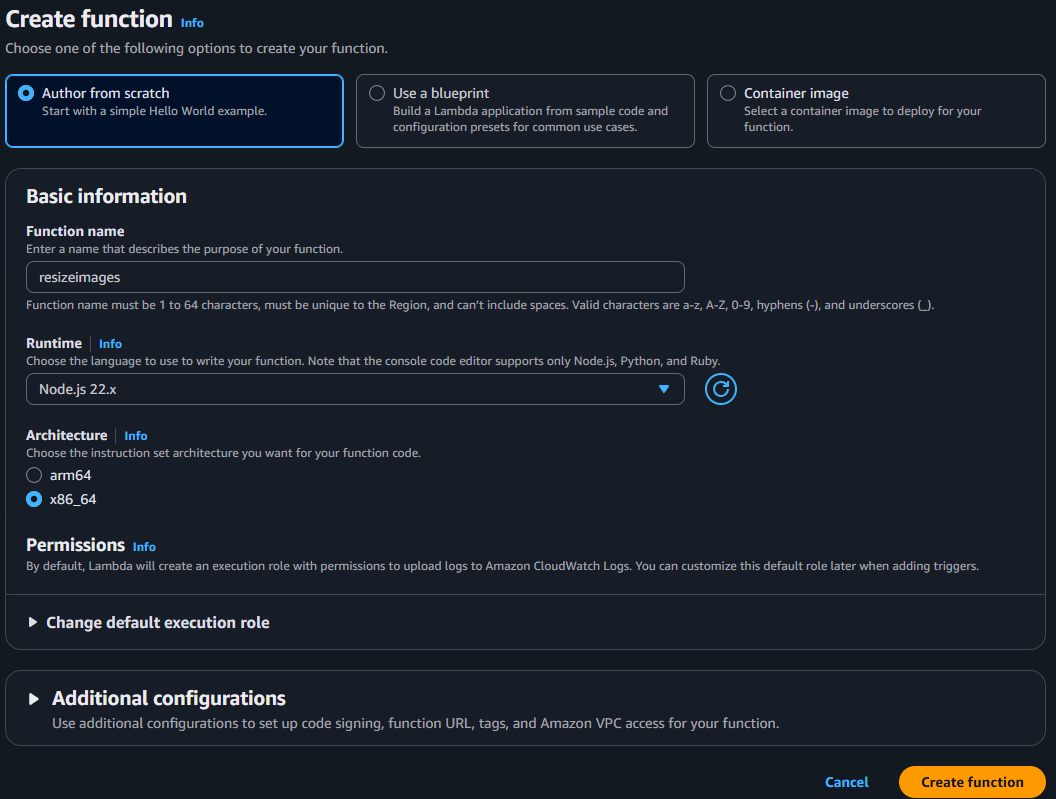 Create function Info
Choose one of the following options to create your function.
Author from scratch
Start with a simple Hello World example.
Use a blueprint
Build a Lambda application from sample code and
configuration presets for common use cases.
Container image
Select a container image to deploy for your
function.
Basic information
Function name
Enter a name that describes the purpose of your function.
resizeimages
Function name must be 1 to 64 characters, must be unique to the Region, and can't include spaces. Valid characters are a-z, A-Z, 0-9, hyphens (-), and underscores (_).
Runtime Info
Choose the language to use to write your function. Note that the console code editor supports only Node.js, Python, and Ruby.
Node.js 22.x
Architecture Info
Choose the instruction set architecture you want for your function code.
arm64
x86_64
Permissions Info
By default, Lambda will create an execution role with permissions to upload logs to Amazon CloudWatch Logs. You can customize this default role later when adding triggers.
Change default execution role
Additional configurations
Use additional configurations to set up code signing, function URL, tags, and Amazon VPC access for your function.
Cancel
Create function